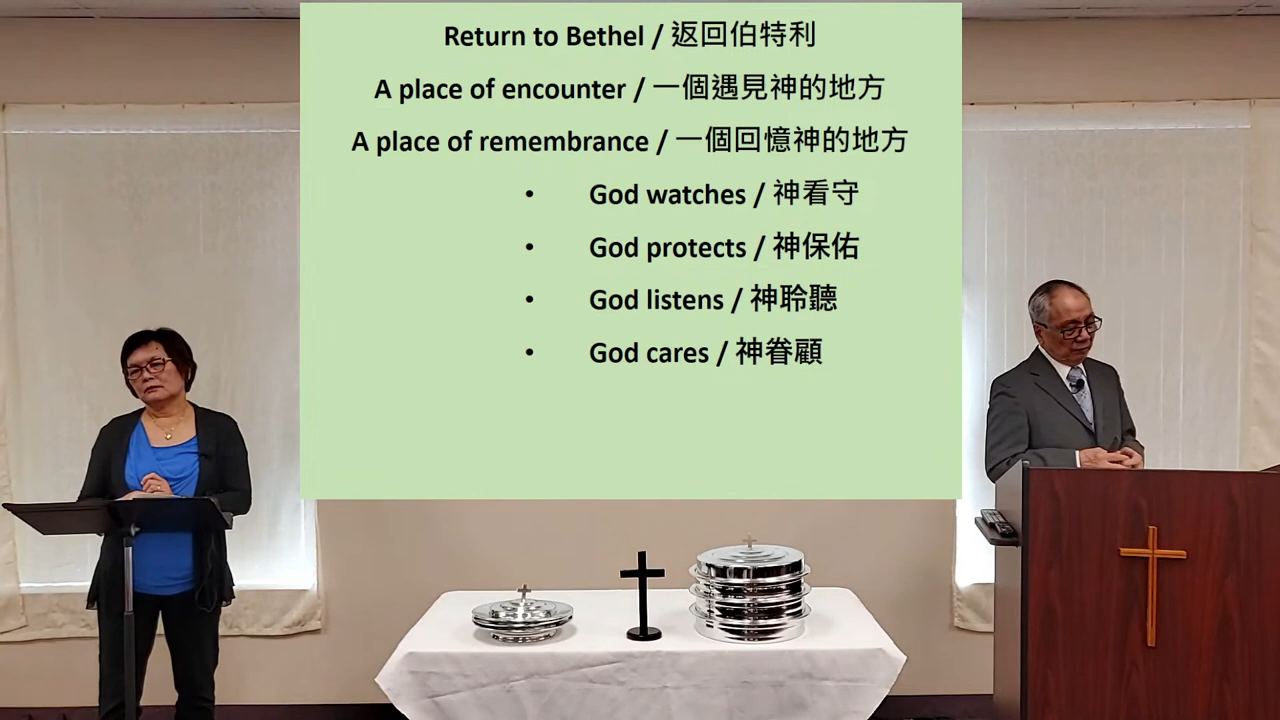 Return to Bethel / 返回伯特利
A place of encounter / 一個遇見神的地方
A place of remembrance / 一個回憶神的地方
• God watches / 神看守
• God protects / 神保佑
• God listens / 神聆聽
• God cares / 神眷顧